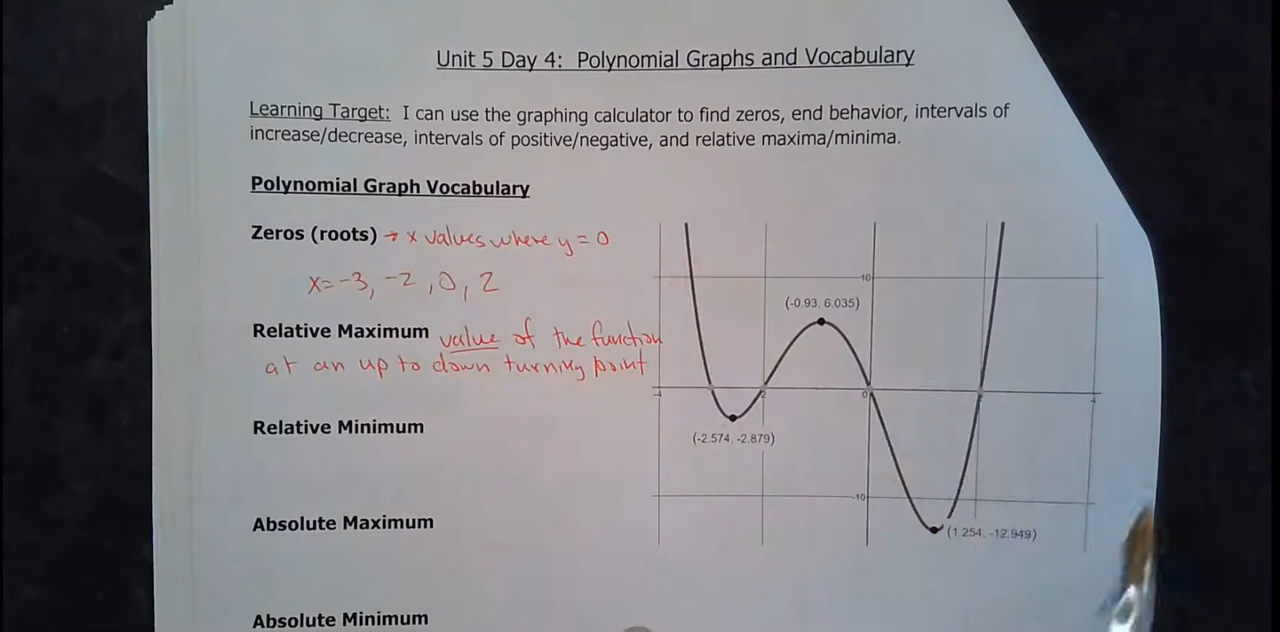 Unit 5 Day 4: Polynomial Graphs and Vocabulary
Learning Target: I can use the graphing calculator to find zeros, end behavior, intervals of
increase/decrease, intervals of positive/negative, and relative maxima/minima.
Polynomial Graph Vocabulary
Zeros (roots) → x values where y = 0
x = -3, -2, 0, 2
Relative Maximum value of the function
at an up to down turning point
Relative Minimum
Absolute Maximum
Absolute Minimum
10
(-0.93, 6.035)
-4
-2
0
2
4
(-2.574, -2.879)
-10
(1.254, -12.949)